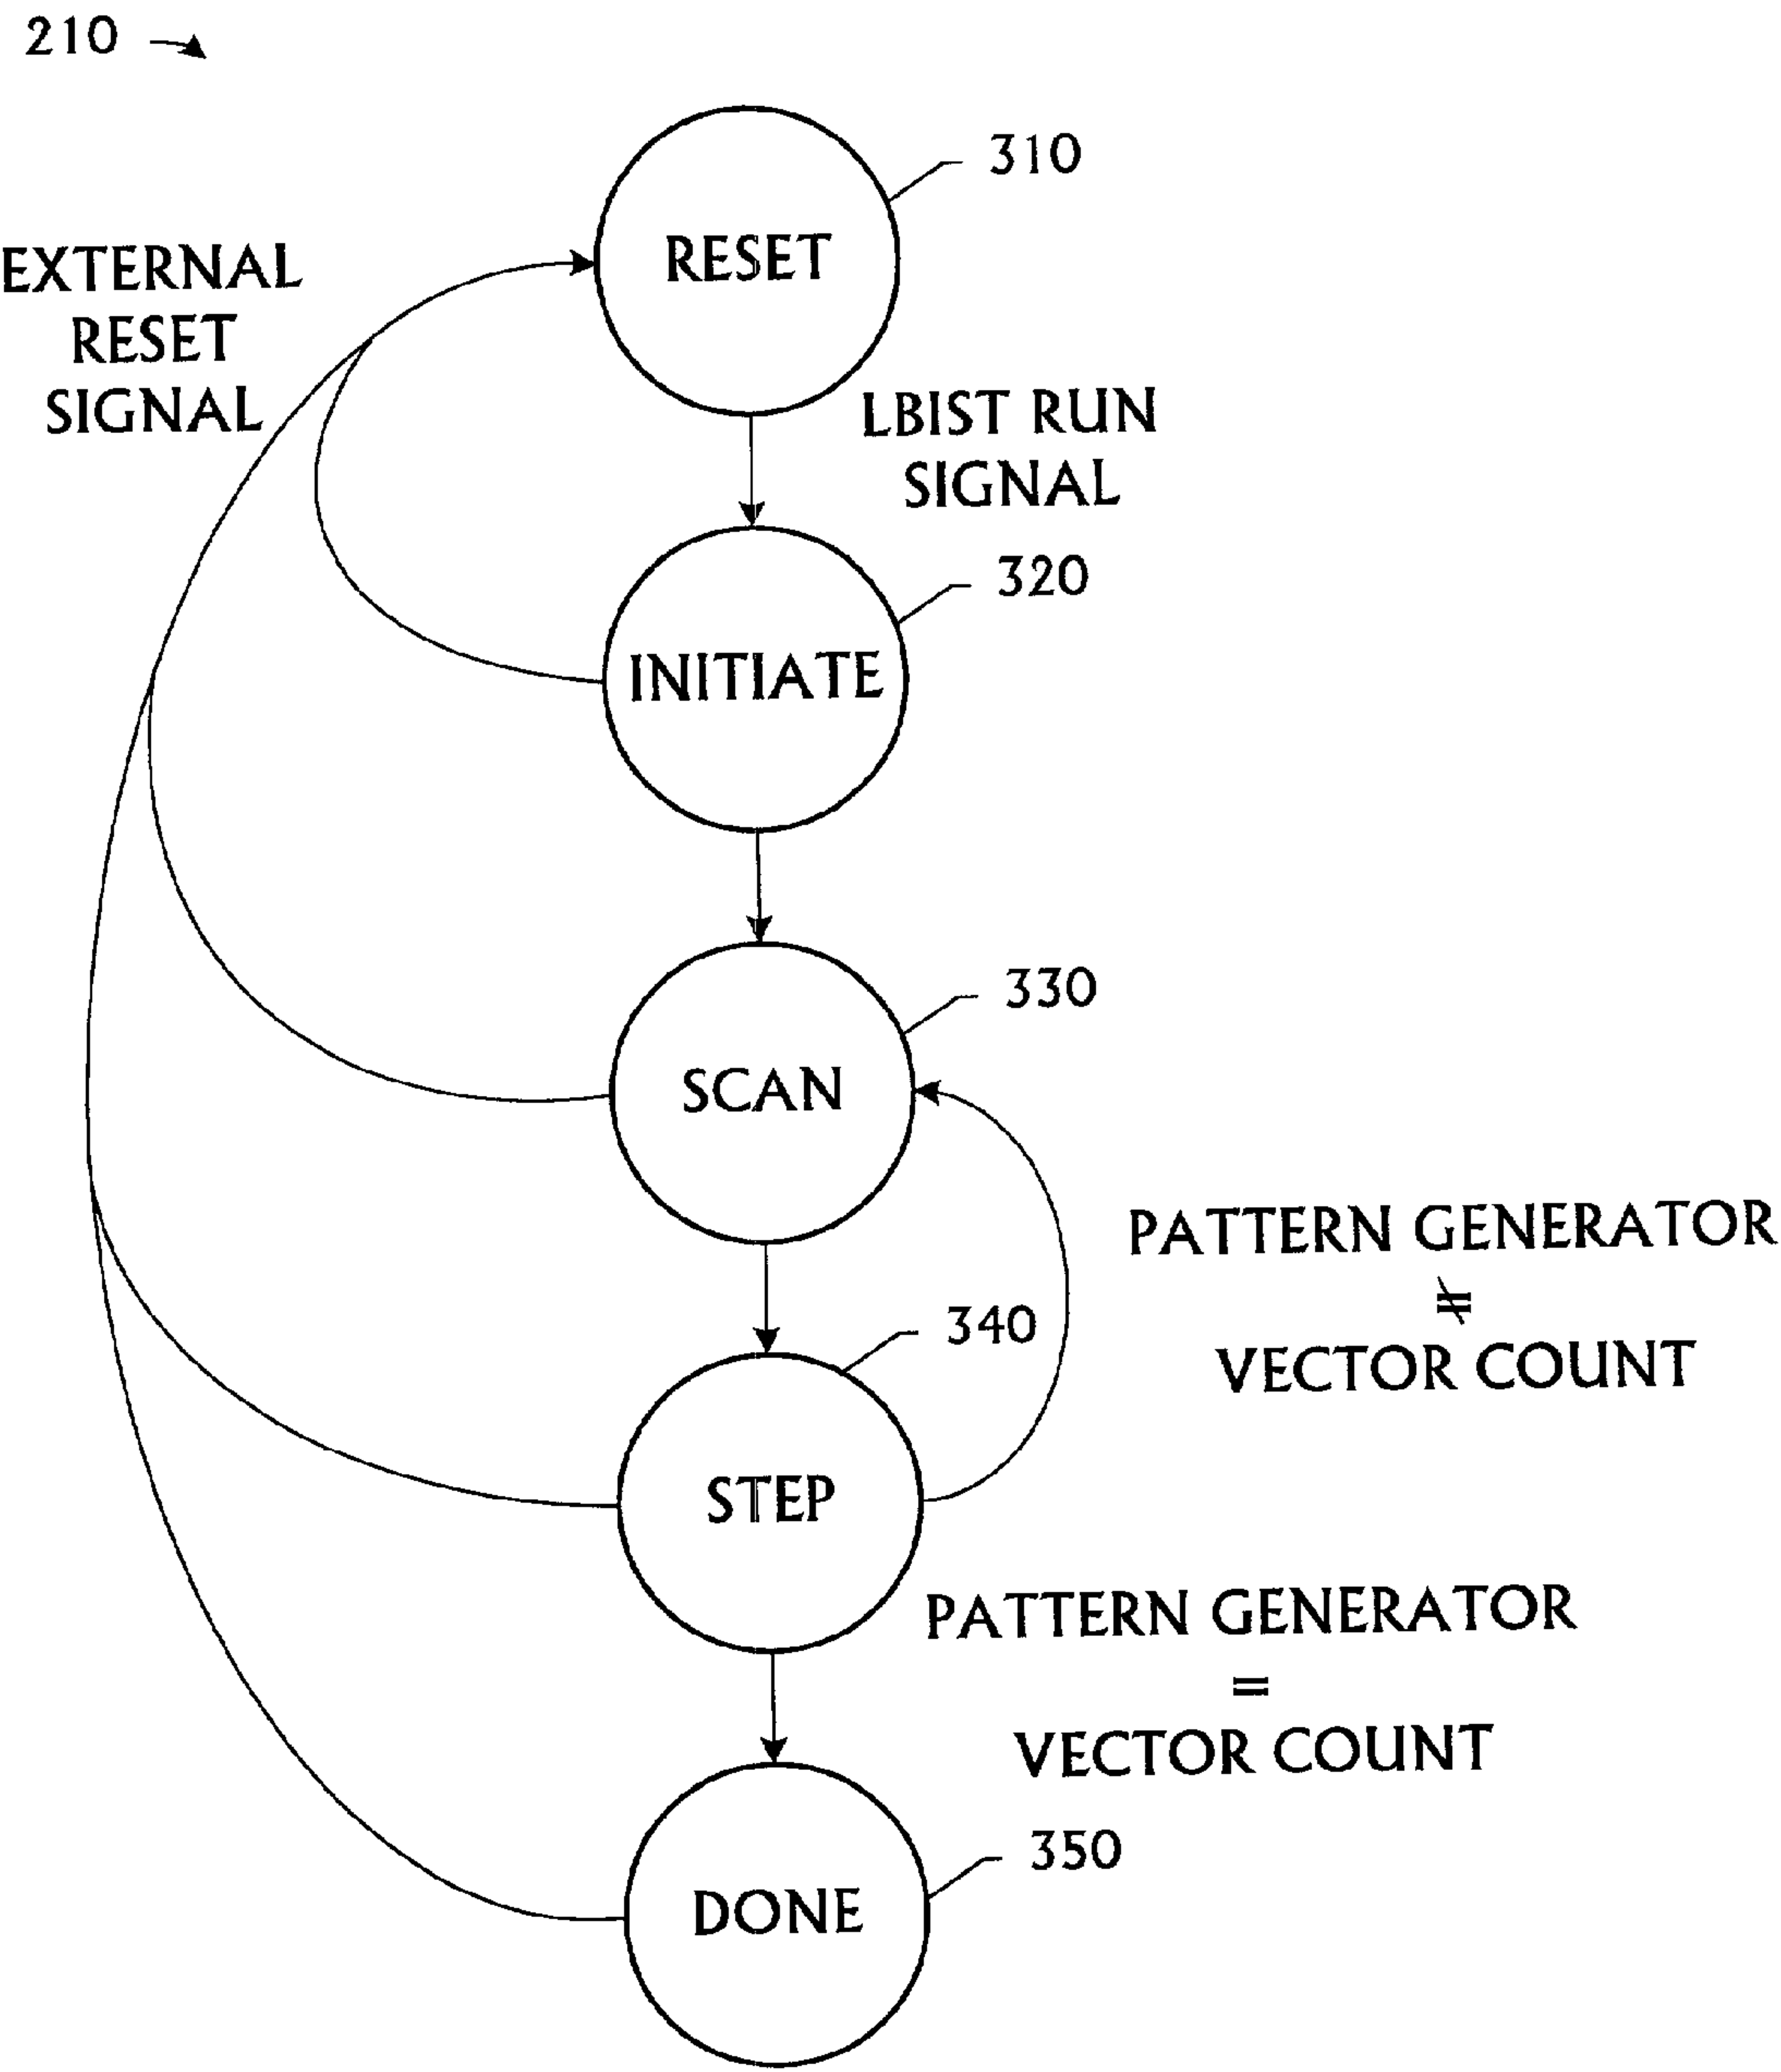 210
310
RESET
EXTERNAL
RESET
SIGNAL
LBIST RUN
SIGNAL
320
INITIATE
330
SCAN
PATTERN GENERATOR
≠
VECTOR COUNT
340
STEP
PATTERN GENERATOR
=
VECTOR COUNT
350
DONE